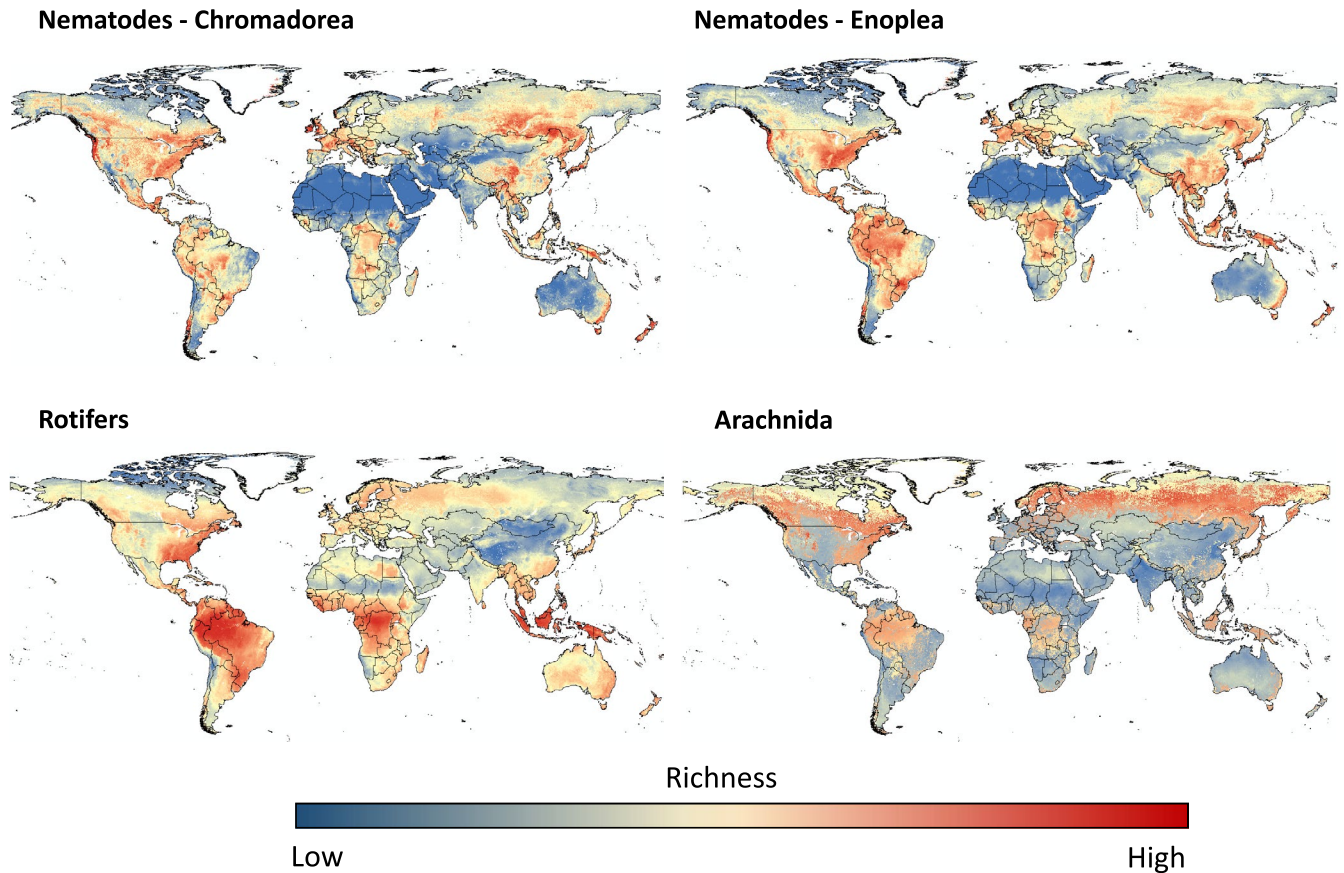 Nematodes - Chromadorea
Nematodes - Enoplea
Rotifers
Arachnida
Richness
Low
High